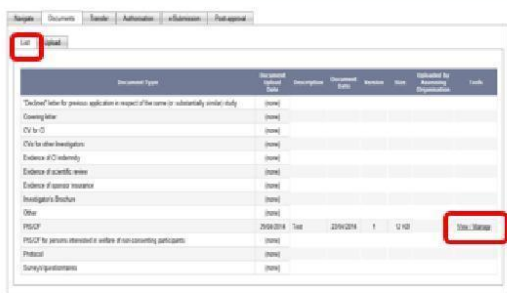 Navigate Documents Transfer Authorisation e-Submission Post-approval
List Upload
Document Type Document Upload Date Description Document Date Version Size Uploaded by Assessing Organisation Tools
"Declined" letter for previous application in respect of the same (or substantially similar) study (none)
Covering letter (none)
CV for CI (none)
CVs for other Investigators (none)
Evidence of CI indemnity (none)
Evidence of scientific review (none)
Evidence of sponsor insurance (none)
Investigator's Brochure (none)
Other (none)
PIS/CF Test 1 View / Manage
PIS/CF for persons interested in welfare of non-consenting participants (none)
Protocol (none)
Surveys/questionnaires (none)